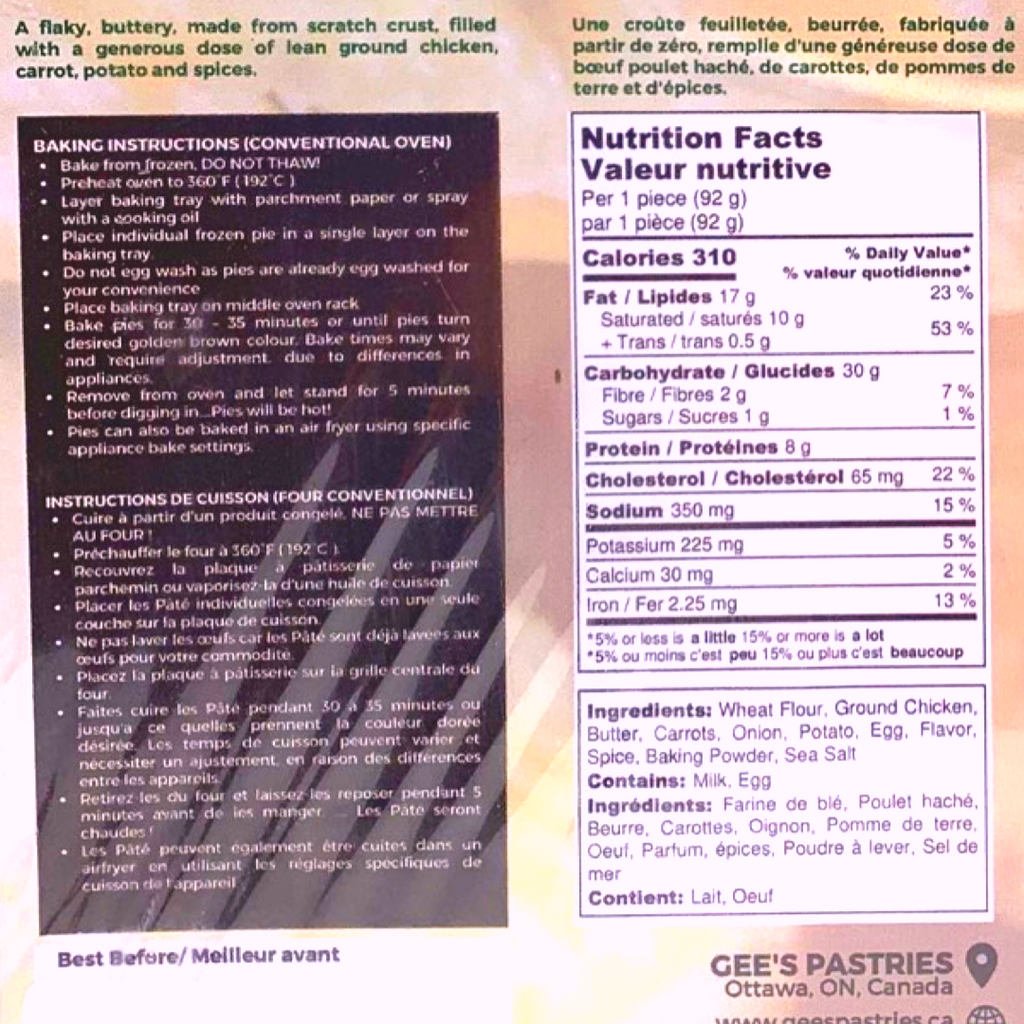 A flaky, buttery, made from scratch crust, filled
with a generous dose of lean ground chicken,
carrot, potato and spices.
BAKING INSTRUCTIONS (CONVENTIONAL OVEN)
• Bake from frozen, DO NOT THAW!
• Preheat oven to 360°F ( 192°C )
• Layer baking tray with parchment paper or spray
with a cooking oil
• Place individual frozen pie in a single layer on the
baking tray.
• Do not egg wash as pies are already egg washed for
your convenience
• Place baking tray on middle oven rack
• Bake pies for 30 - 35 minutes or until pies turn
desired golden brown colour. Bake times may vary
and require adjustment, due to differences in
appliances.
• Remove from oven and let stand for 5 minutes
before digging in...Pies will be hot!
• Pies can also be baked in an air fryer using specific
appliance bake settings.
INSTRUCTIONS DE CUISSON (FOUR CONVENTIONNEL)
• Cuire à partir d'un produit congelé, NE PAS METTRE
AU FOUR !
• Préchauffer le four à 360°F ( 192°C ).
• Recouvrez la plaque à pâtisserie de papier
parchemin ou vaporisez-la d'une huile de cuisson.
• Placer les Pâté individuelles congelées en une seule
couche sur la plaque de cuisson.
• Ne pas laver les œufs car les Pâté sont déjà lavées aux
œufs pour votre commodité.
• Placez la plaque à pâtisserie sur la grille centrale du
four.
• Faites cuire les Pâté pendant 30 à 35 minutes ou
jusqu'à ce quelles prennent la couleur dorée
désirée. Les temps de cuisson peuvent varier et
nécessiter un ajustement, en raison des différences
entre les appareils.
• Retirez-les du four et laissez-les reposer pendant 5
minutes avant de les manger. ... Les Pâté seront
chaudes !
• Les Pâté peuvent également être cuites dans un
airfryer en utilisant les réglages spécifiques de
cuisson de l'appareil
Best Before/ Meilleur avant
Une croûte feuilletée, beurrée, fabriquée à
partir de zéro, remplie d'une généreuse dose de
bœuf poulet haché, de carottes, de pommes de
terre et d'épices.
Nutrition Facts
Valeur nutritive
Per 1 piece (92 g)
par 1 pièce (92 g)
Calories 310 % Daily Value*
% valeur quotidienne*
Fat / Lipides 17 g 23 %
Saturated / saturés 10 g
+ Trans / trans 0.5 g 53 %
Carbohydrate / Glucides 30 g
Fibre / Fibres 2 g 7 %
Sugars / Sucres 1 g 1 %
Protein / Protéines 8 g
Cholesterol / Cholestérol 65 mg 22 %
Sodium 350 mg 15 %
Potassium 225 mg 5 %
Calcium 30 mg 2 %
Iron / Fer 2.25 mg 13 %
*5% or less is a little 15% or more is a lot
*5% ou moins c'est peu 15% ou plus c'est beaucoup
Ingredients: Wheat Flour, Ground Chicken,
Butter, Carrots, Onion, Potato, Egg, Flavor,
Spice, Baking Powder, Sea Salt
Contains: Milk, Egg
Ingrédients: Farine de blé, Poulet haché,
Beurre, Carottes, Oignon, Pomme de terre,
Oeuf, Parfum, épices, Poudre à lever, Sel de
mer
Contient: Lait, Oeuf
GEE'S PASTRIES
Ottawa, ON, Canada
www.geespastries.ca